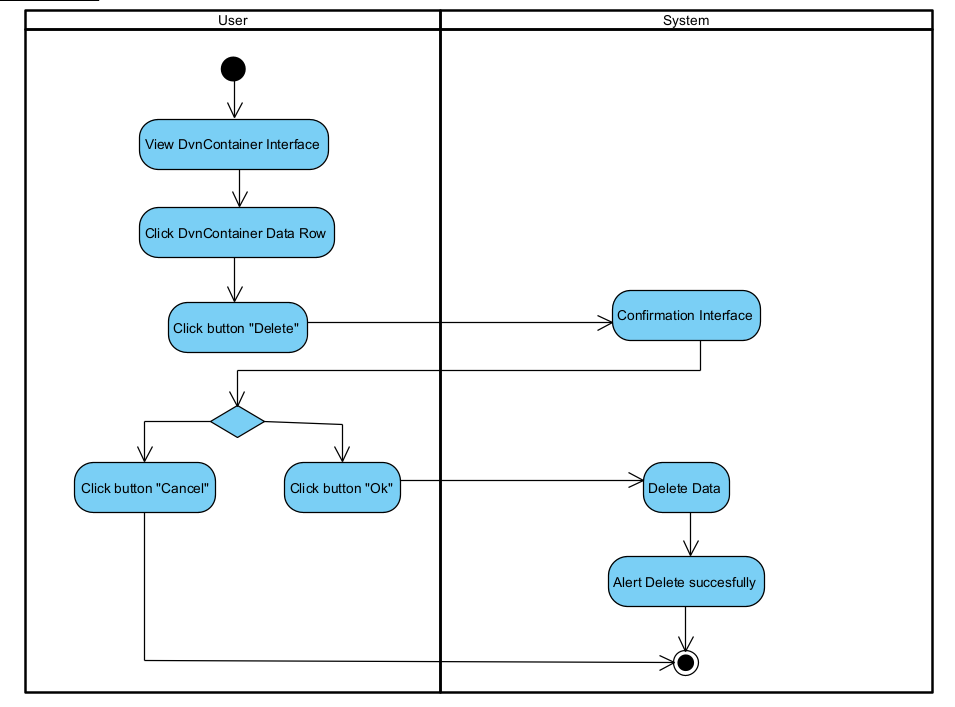 User
System
View DvnContainer Interface
Click DvnContainer Data Row
Click button "Delete"
Confirmation Interface
Click button "Cancel"
Click button "Ok"
Delete Data
Alert Delete succesfully